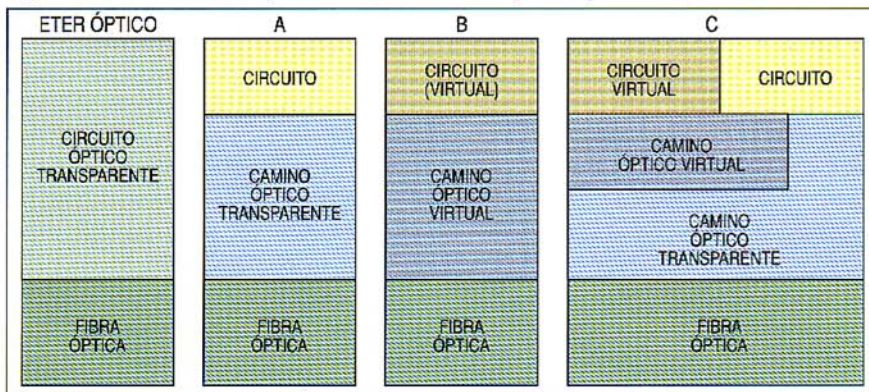 ETER ÓPTICO
A
B
C
CIRCUITO
ÓPTICO
TRANSPARENTE
FIBRA
ÓPTICA
CIRCUITO
CAMINO
ÓPTICO
TRANSPARENTE
FIBRA
ÓPTICA
CIRCUITO
(VIRTUAL)
CAMINO
ÓPTICO
VIRTUAL
FIBRA
ÓPTICA
CIRCUITO
VIRTUAL
CIRCUITO
CAMINO
ÓPTICO VIRTUAL
CAMINO
ÓPTICO
TRANSPARENTE
FIBRA
ÓPTICA